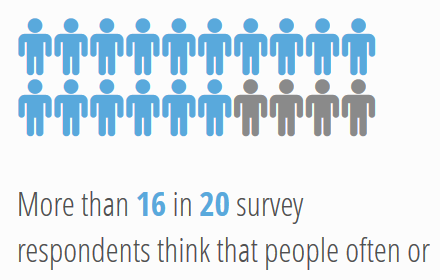 More than 16 in 20 survey
respondents think that people often or